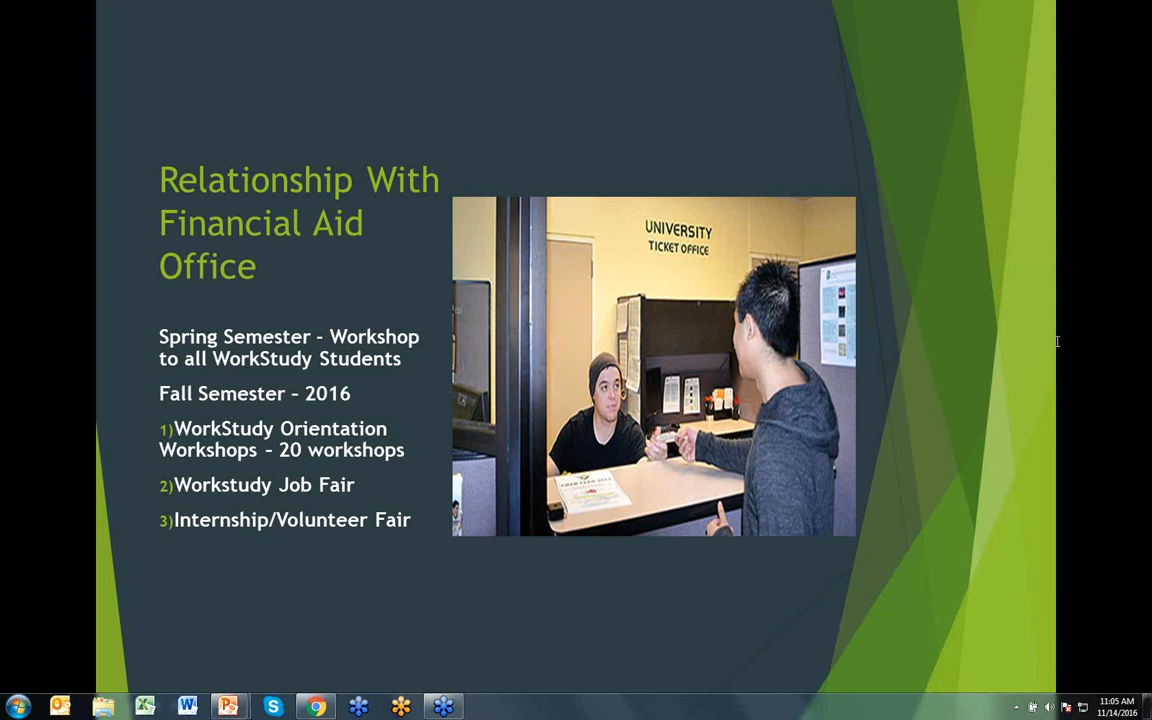 Relationship With
Financial Aid
Office
Spring Semester – Workshop
to all WorkStudy Students
Fall Semester – 2016
1)WorkStudy Orientation
Workshops – 20 workshops
2)Workstudy Job Fair
3)Internship/Volunteer Fair
UNIVERSITY
TICKET OFFICE
11:05 AM
11/14/2016